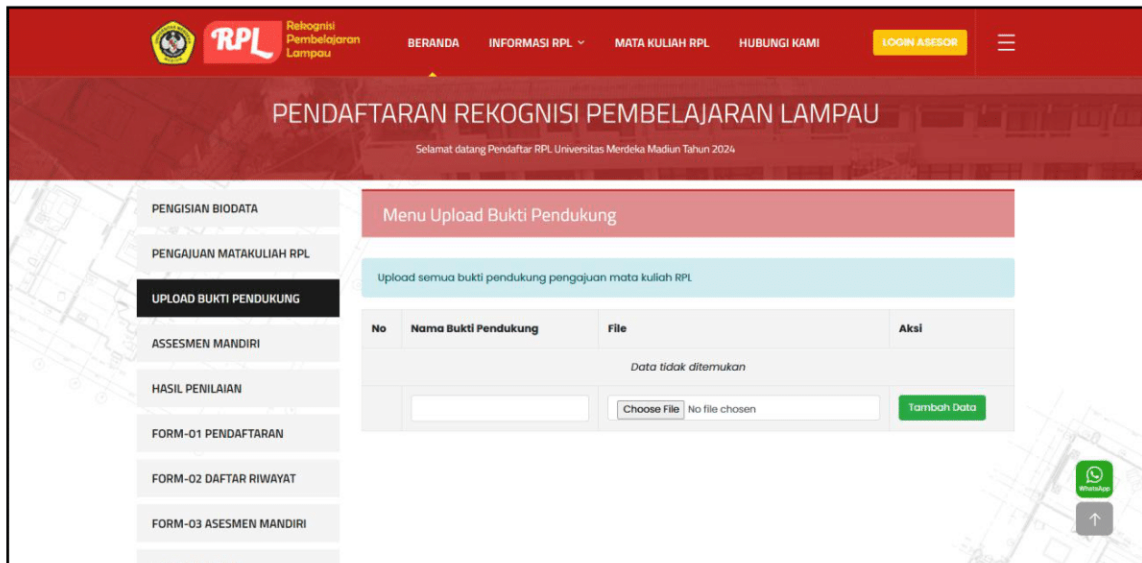 RPL
Rekognisi
Pembelajaran
Lampau
BERANDA INFORMASI RPL MATA KULIAH RPL HUBUNGI KAMI LOGIN ASESOR
PENDAFTARAN REKOGNISI PEMBELAJARAN LAMPAU
Selamat datang Pendaftar RPL Universitas Merdeka Madiun Tahun 2024
PENGISIAN BIODATA
PENGAJUAN MATAKULIAH RPL
UPLOAD BUKTI PENDUKUNG
ASSESMEN MANDIRI
HASIL PENILAIAN
FORM-01 PENDAFTARAN
FORM-02 DAFTAR RIWAYAT
FORM-03 ASESMEN MANDIRI
Menu Upload Bukti Pendukung
Upload semua bukti pendukung pengajuan mata kuliah RPL
No Nama Bukti Pendukung File Aksi
Data tidak ditemukan
Choose File No file chosen Tambah Data
WhatsApp